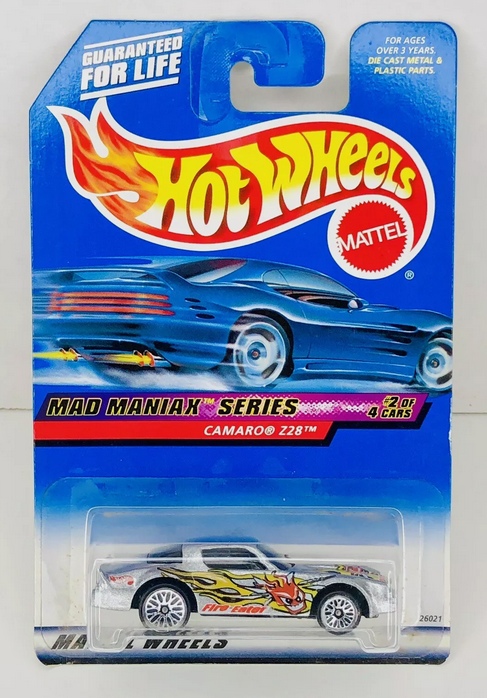 GUARANTEED
FOR LIFE
FOR AGES
OVER 3 YEARS.
DIE CAST METAL &
PLASTIC PARTS.
HOT WHEELS
MATTEL
®
MAD MANIAX™ SERIES
#2 OF
4 CARS
CAMARO® Z28™
Fire Eater
26021
WHEELS